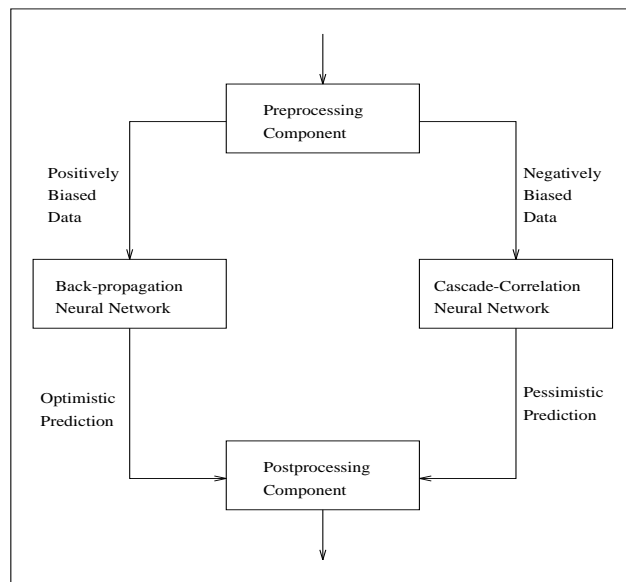 Preprocessing
Component
Positively
Biased
Data
Negatively
Biased
Data
Back-propagation
Neural Network
Cascade-Correlation
Neural Network
Optimistic
Prediction
Pessimistic
Prediction
Postprocessing
Component